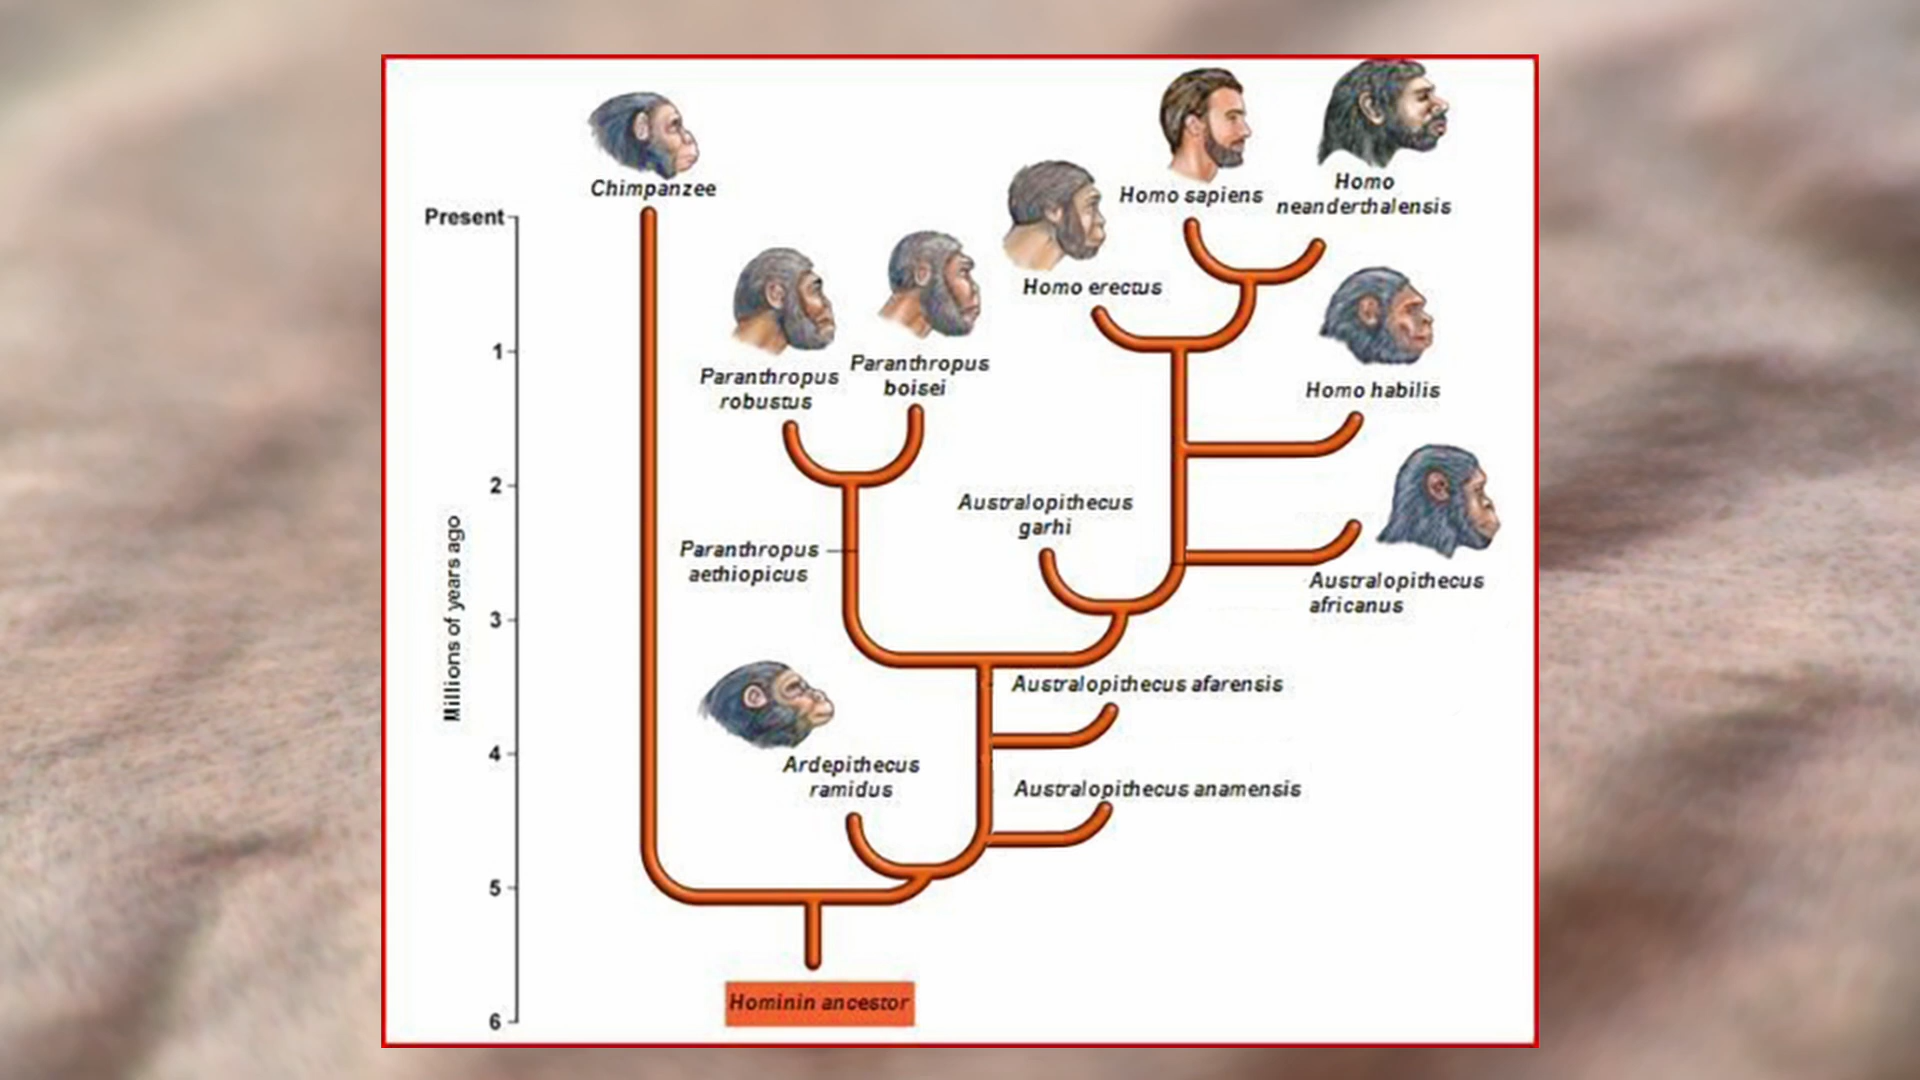 Chimpanzee
Homo sapiens
Homo
neanderthalensis
Present
Homo erectus
1
Paranthropus
robustus
Paranthropus
boisei
Homo habilis
2
Australopithecus
garhi
Paranthropus
aethiopicus
Australopithecus
africanus
Millions of years ago
3
Australopithecus afarensis
4
Ardepithecus
ramidus
Australopithecus anamensis
5
Hominin ancestor
6